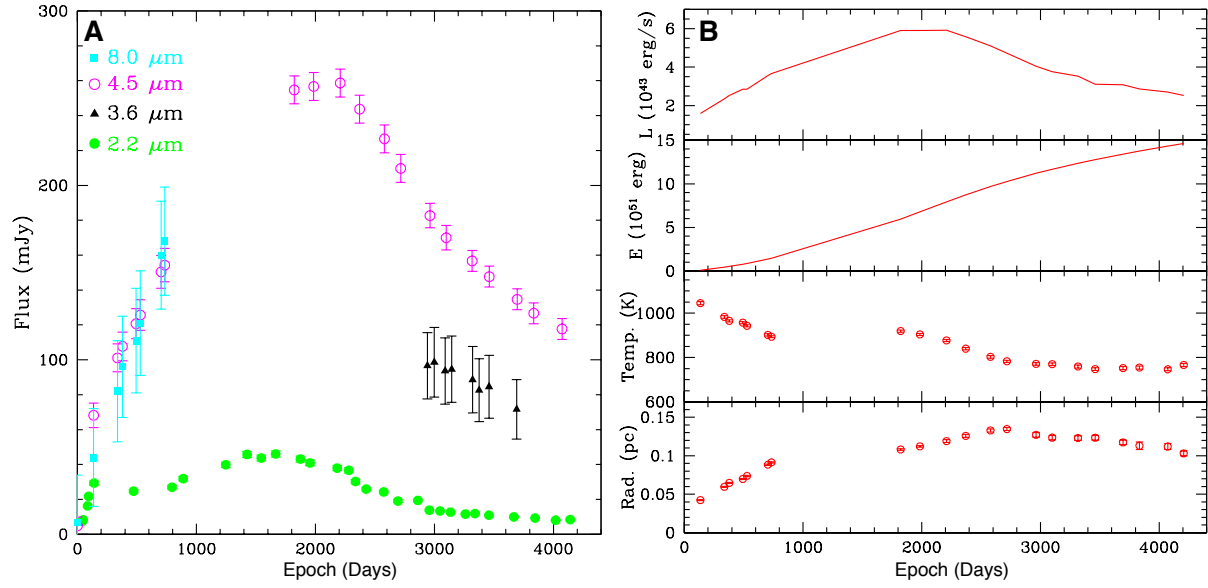 A
8.0 μm
4.5 μm
3.6 μm
2.2 μm
Flux (mJy)
300
200
100
0
0 1000 2000 3000 4000
Epoch (Days)
B
L (10⁴³ erg/s)
6
4
2
E (10⁵¹ erg)
15
10
5
0
Temp. (K)
1000
800
600
Rad. (pc)
0.15
0.1
0.05
0
0 1000 2000 3000 4000
Epoch (Days)